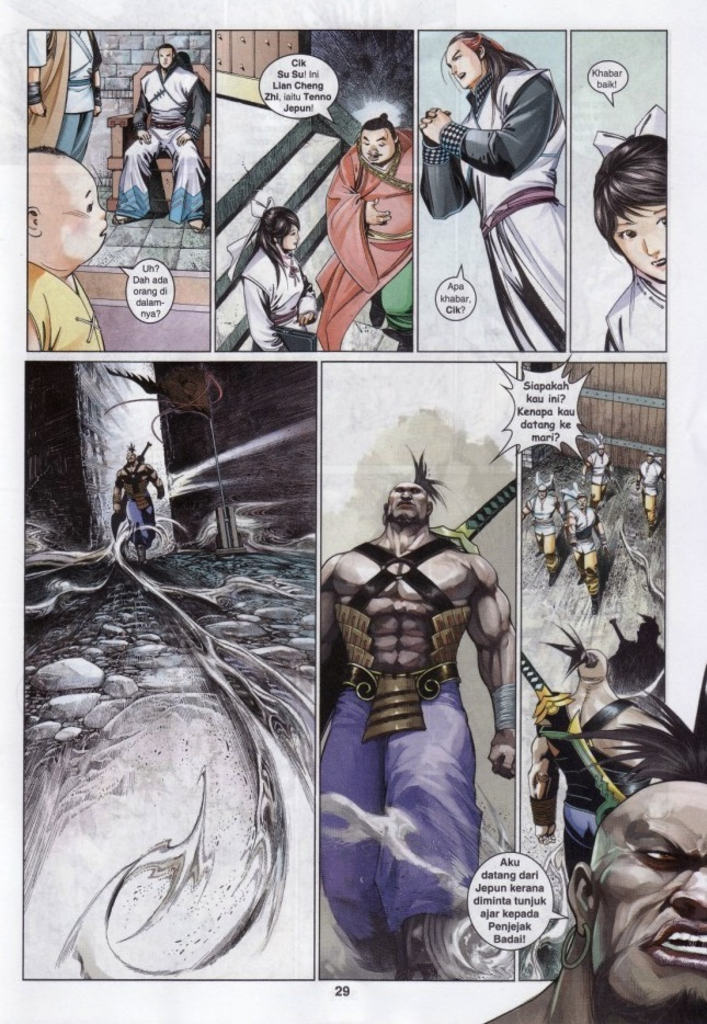 Uh?
Dah ada
orang di
dalam-
nya?
Cik
Su Su! Ini
Lian Cheng
Zhi, iaitu Tenno
Jepun!
Apa
khabar,
Cik?
Khabar
baik!
Siapakah
kau ini?
Kenapa kau
datang ke
mari?
Aku
datang dari
Jepun kerana
diminta tunjuk
ajar kepada
Penjejak
Badai!
29